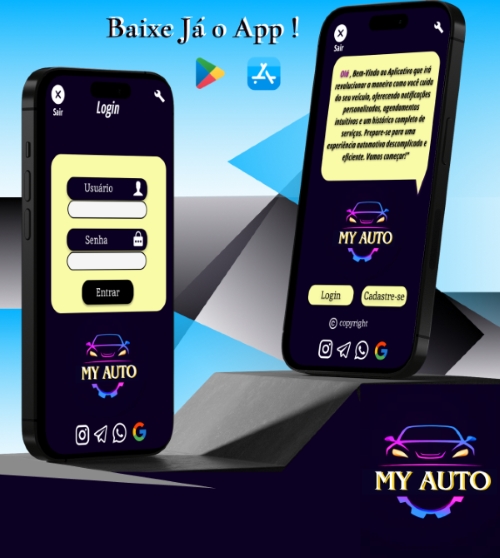 Baixe Já o App !
Sair
Login
Usuário
Senha
Entrar
MY AUTO
Sair
Olá , Bem-Vindo ao Aplicativo que irá
revolucionar a maneira como você cuida
do seu veículo, oferecendo notificações
personalizadas, agendamentos
intuitivos e um histórico completo de
serviços. Prepare-se para uma
experiência automotiva descomplicada e
eficiente. Vamos começar!"
MY AUTO
Login
Cadastre-se
© copyright
MY AUTO